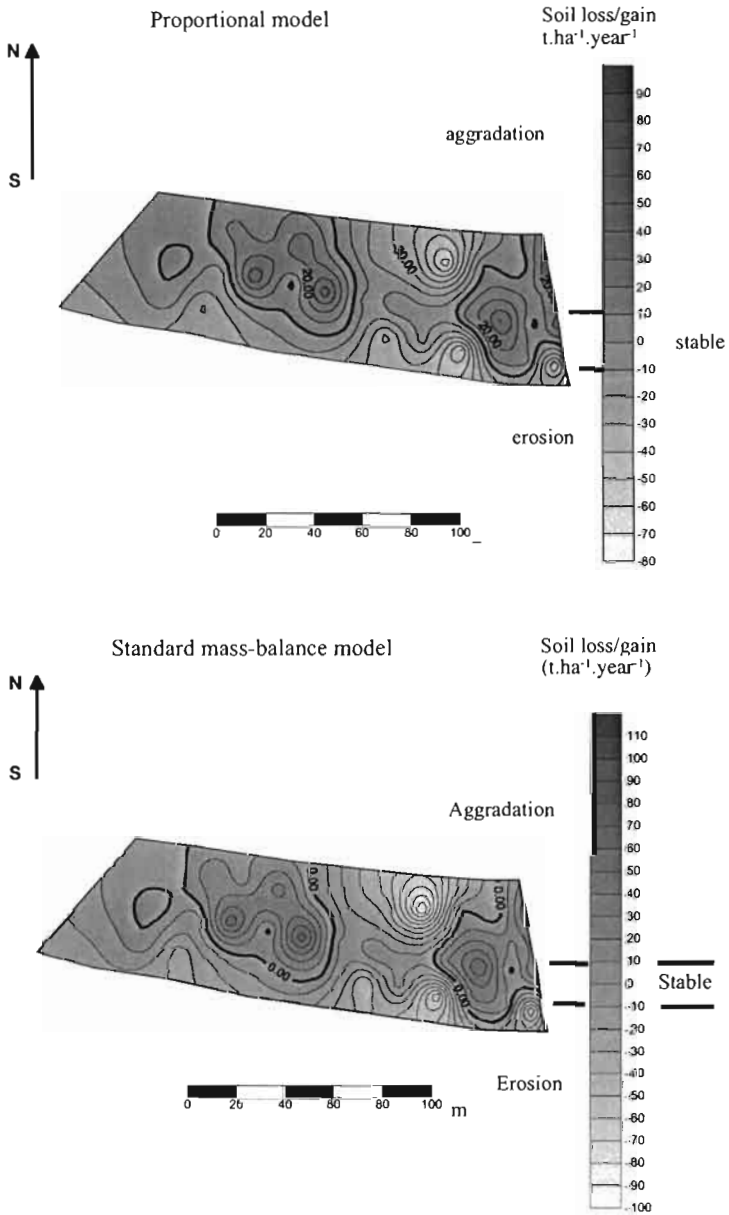 Proportional model
Soil loss/gain
t.ha⁻¹.year⁻¹
N
S
aggradation
90
80
70
60
50
40
30
20
10
0
-10
-20
-30
-40
-50
-60
-70
-80
stable
erosion
20.00
20.00
0 20 40 60 80 100
Standard mass-balance model
Soil loss/gain
(t.ha⁻¹.year⁻¹)
N
S
Aggradation
110
100
90
80
70
60
50
40
30
20
10
0
-10
-20
-30
-40
-50
-60
-70
-80
-90
-100
Stable
Erosion
0.00
0.00
0.00
0.00
0 20 40 60 80 100 m